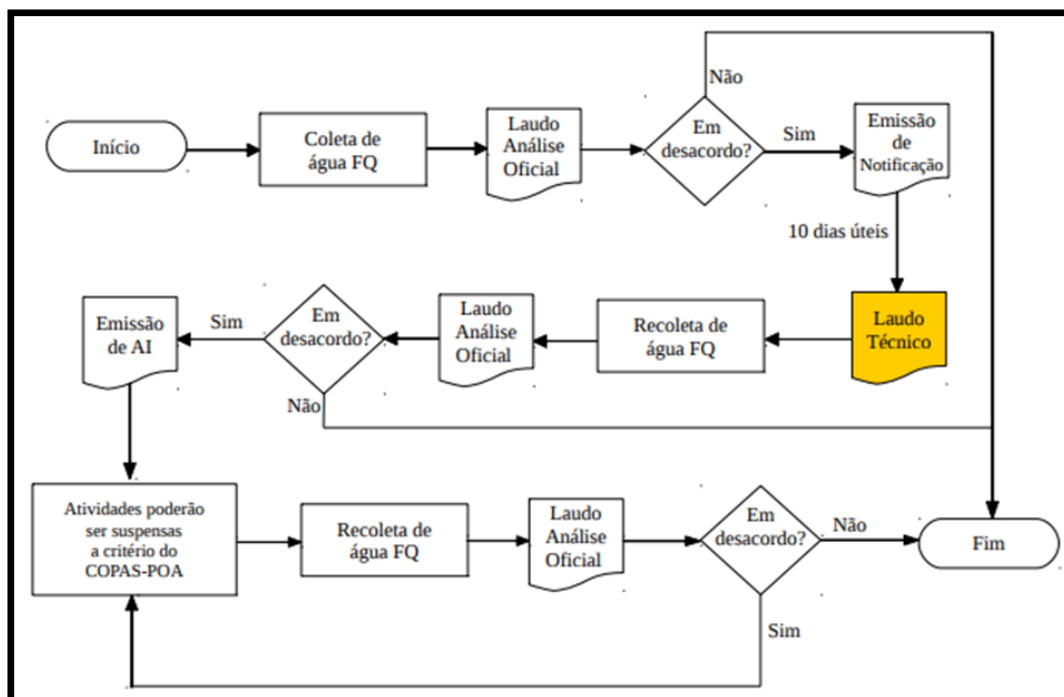 Início
Coleta de
água FQ
Laudo
Análise
Oficial
Em
desacordo?
Não
Sim
Emissão
de
Notificação
10 dias úteis
Laudo
Técnico
Recoleta de
água FQ
Laudo
Análise
Oficial
Em
desacordo?
Não
Sim
Emissão
de AI
Atividades poderão
ser suspensas
a critério do
COPAS-POA
Recoleta de
água FQ
Laudo
Análise
Oficial
Em
desacordo?
Não
Sim
Fim